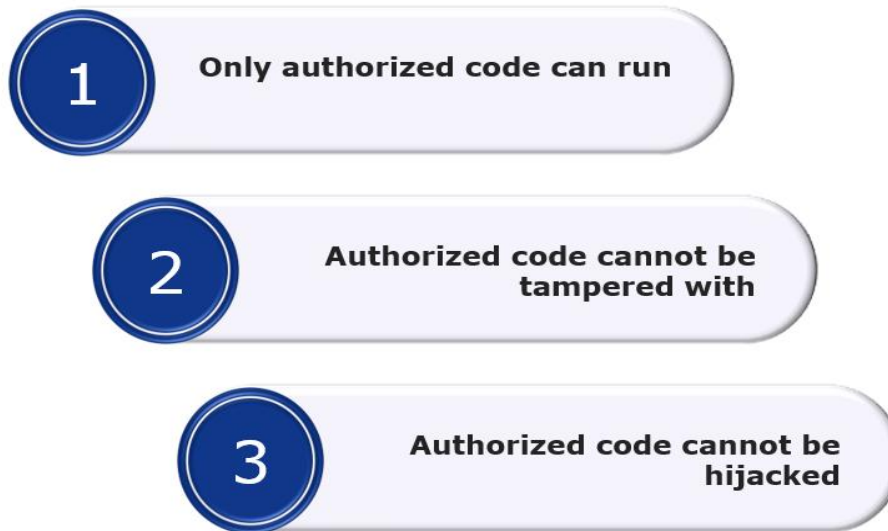 1
Only authorized code can run
2
Authorized code cannot be
tampered with
3
Authorized code cannot be
hijacked